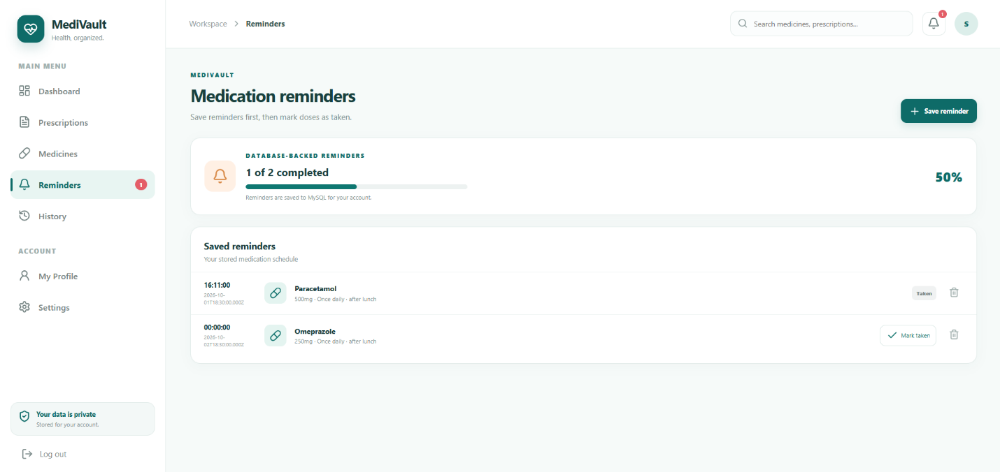 MediVault
Health, organized.
MAIN MENU
Dashboard
Prescriptions
Medicines
Reminders 1
History
ACCOUNT
My Profile
Settings
Your data is private
Stored for your account.
Log out
Workspace > Reminders
Search medicines, prescriptions...
1
S
MEDIVAULT
Medication reminders
Save reminders first, then mark doses as taken.
+ Save reminder
DATABASE-BACKED REMINDERS
1 of 2 completed
Reminders are saved to MySQL for your account.
50%
Saved reminders
Your stored medication schedule
16:11:00
2026-10-
01T18:30:00.000Z
Paracetamol
500mg · Once daily · after lunch
Taken
00:00:00
2026-10-
02T18:30:00.000Z
Omeprazole
250mg · Once daily · after lunch
Mark taken